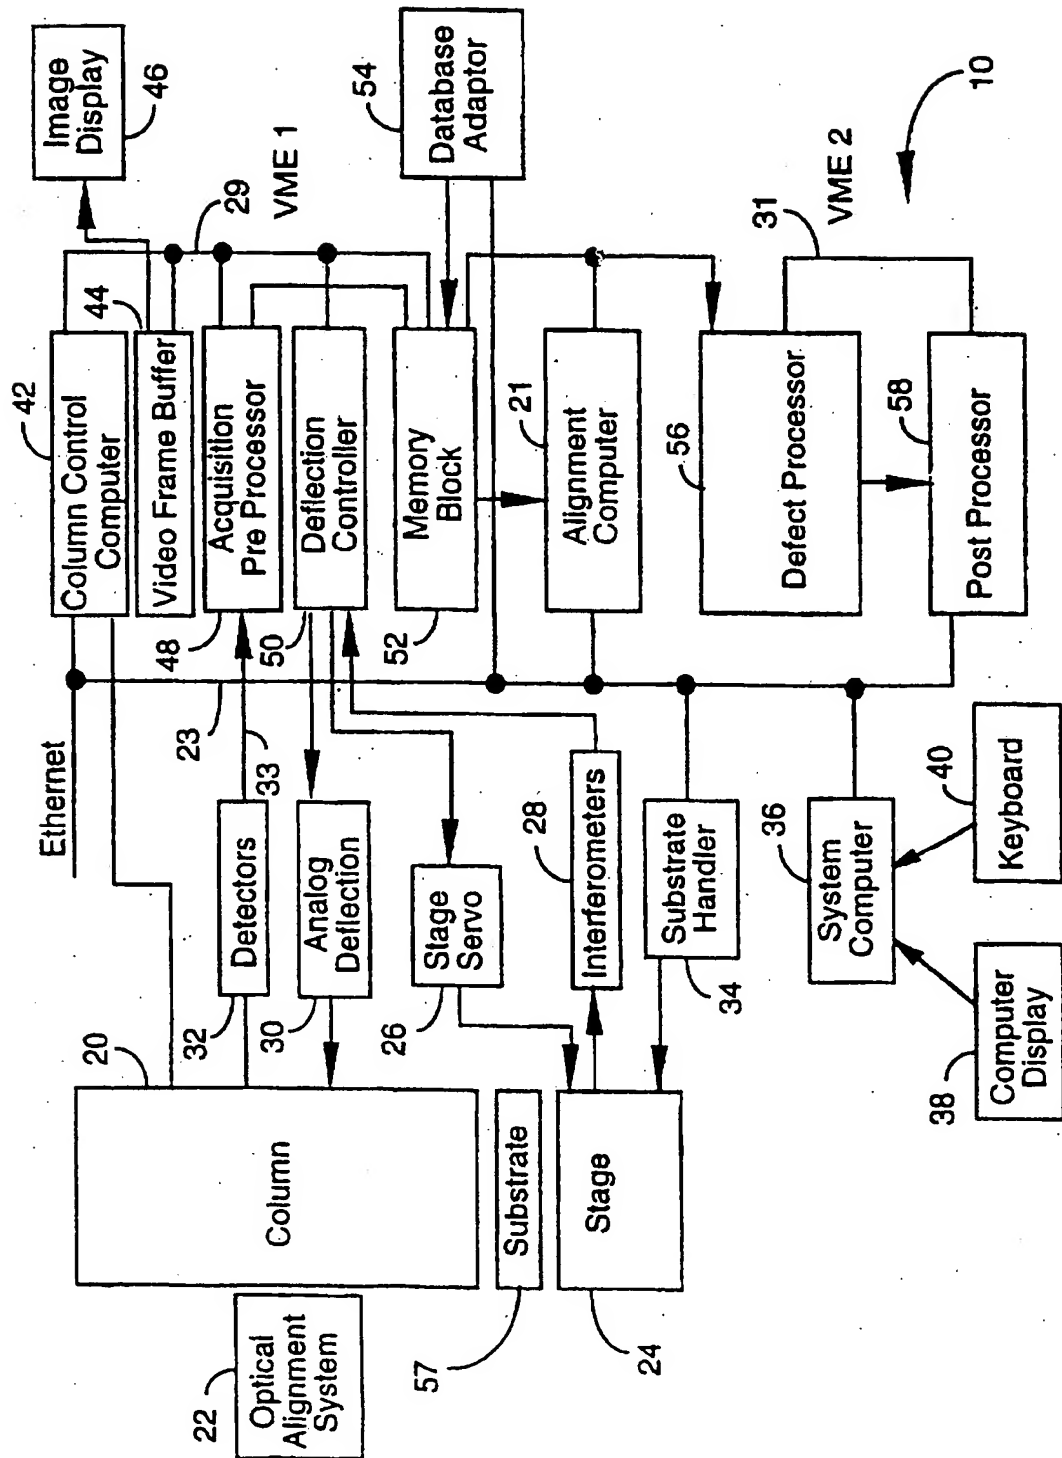 Optical
Alignment
System
22
Column
20
Substrate
57
Stage
24
Ethernet
23
Detectors
32
33
Analog
Deflection
30
Stage
Servo
26
Interferometers
28
Substrate
Handler
34
System
Computer
36
Computer
Display
38
Keyboard
40
Column Control
Computer
42
Video Frame Buffer
44
Acquisition
Pre Processor
48
Deflection
Controller
50
Memory
Block
52
Alignment
Computer
21
Defect Processor
56
Post Processor
58
Image
Display
46
29
VME 1
Database
Adaptor
54
31
VME 2
10